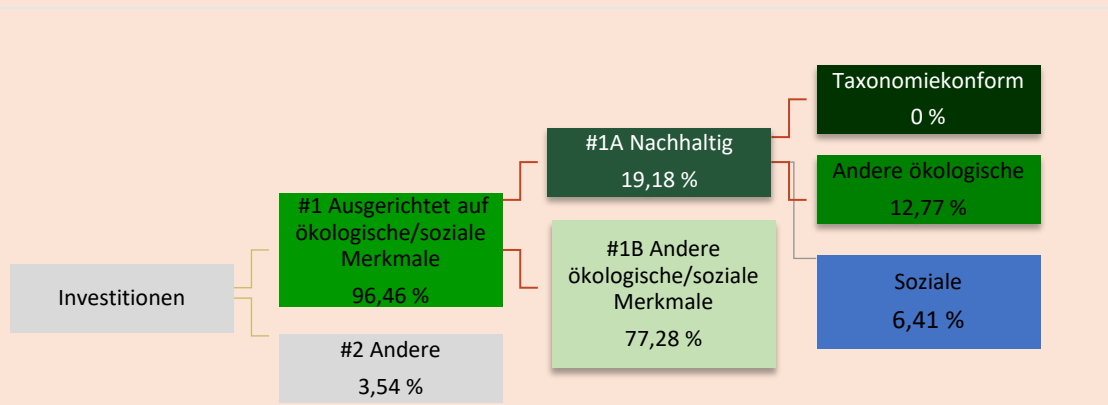 Investitionen
#1 Ausgerichtet auf
ökologische/soziale
Merkmale
96,46 %
#2 Andere
3,54 %
#1A Nachhaltig
19,18 %
#1B Andere
ökologische/soziale
Merkmale
77,28 %
Taxonomiekonform
0 %
Andere ökologische
12,77 %
Soziale
6,41 %